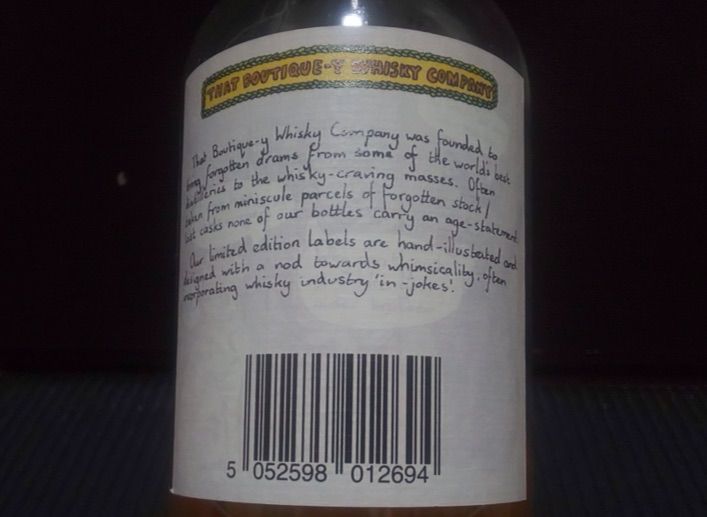 THAT BOUTIQUE-Y WHISKY COMPANY
That Boutique-y Whisky Company was founded to
bring forgotten drams from some of the world's best
distilleries to the whisky-craving masses. Often
taken from miniscule parcels of forgotten stock/
last casks none of our bottles carry an age-statement.
Our limited edition labels are hand-illustrated and
designed with a nod towards whimsicality, often
incorporating whisky industry 'in-jokes'.
5 052598 012694